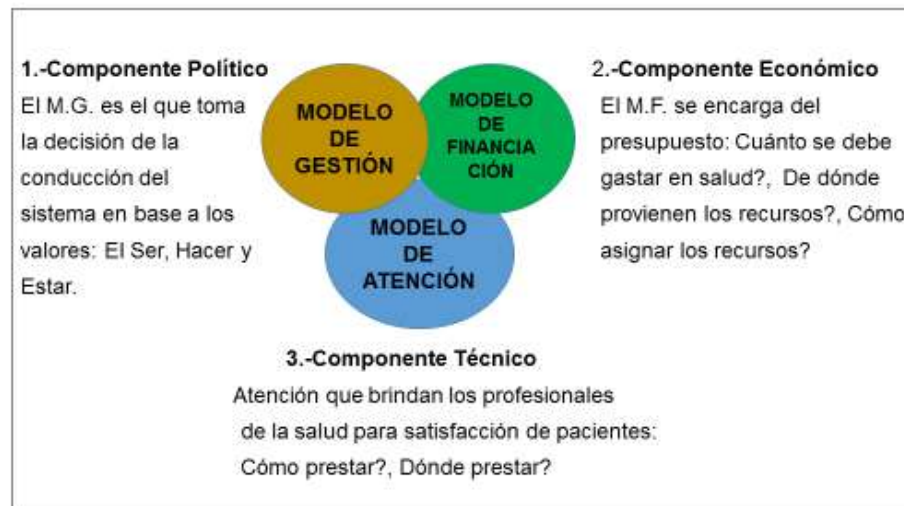 1.-Componente Político
El M.G. es el que toma
la decisión de la
conducción del
sistema en base a los
valores: El Ser, Hacer y
Estar.
MODELO
DE
GESTIÓN
MODELO
DE
FINANCIA
CIÓN
2.-Componente Económico
El M.F. se encarga del
presupuesto: Cuánto se debe
gastar en salud?, De dónde
provienen los recursos?, Cómo
asignar los recursos?
MODELO
DE
ATENCIÓN
3.-Componente Técnico
Atención que brindan los profesionales
de la salud para satisfacción de pacientes:
Cómo prestar?, Dónde prestar?